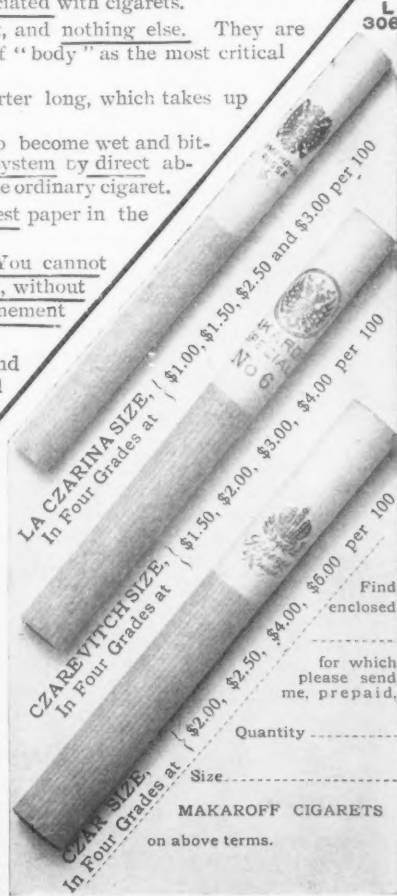 ciated with cigarets.
, and nothing else. They are
f "body" as the most critical
rter long, which takes up
o become wet and bit-
ystem by direct ab-
e ordinary cigaret.
est paper in the
You cannot
, without
nement
nd
L
306
LA CZARINA SIZE,
In Four Grades at
$1.00, $1.50, $2.50 and $3.00 per 100
No 6
CZAREVITCH SIZE,
In Four Grades at
$1.50, $2.00, $3.00, $4.00 per 100
CZAR SIZE,
In Four Grades at
$2.00, $2.50, $4.00, $6.00 per 100
Find
enclosed
for which
please send
me, prepaid,
Quantity
Size
MAKAROFF CIGARETS
on above terms.